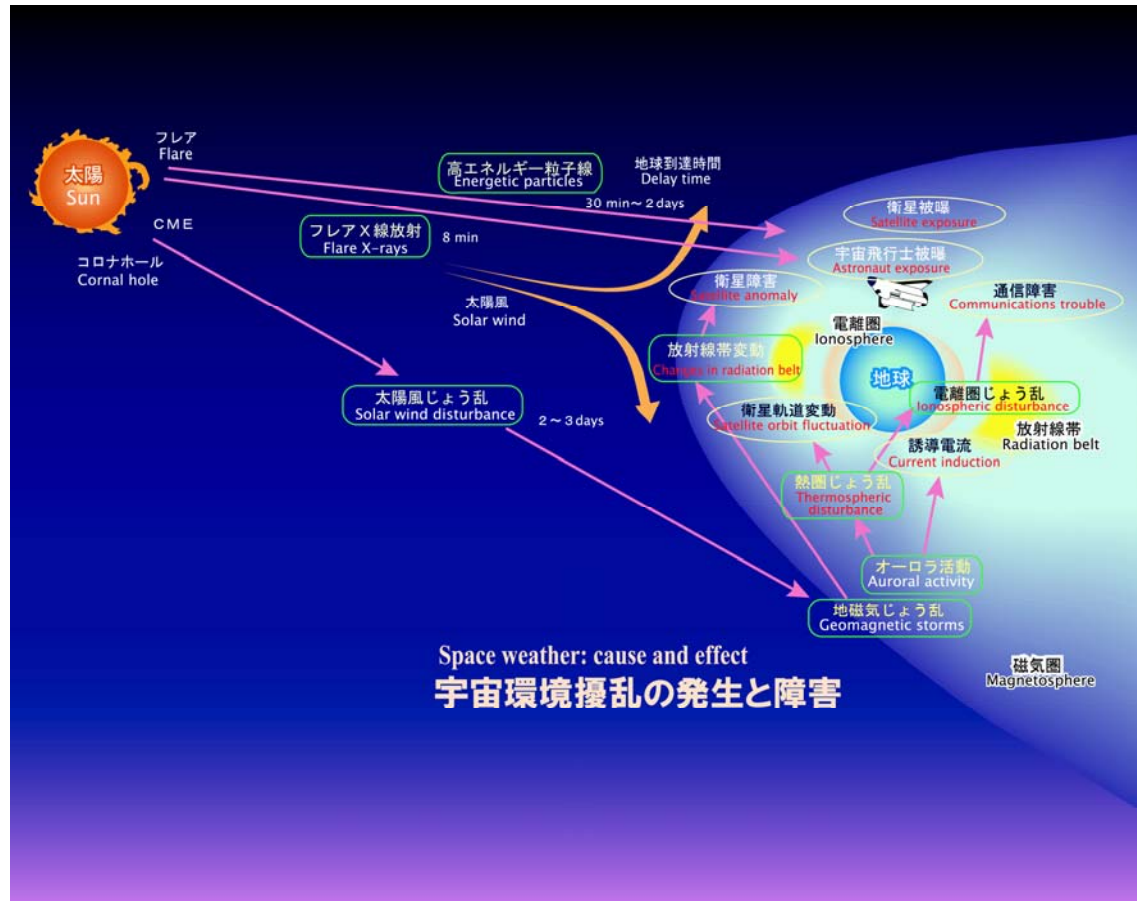 フレア
Flare
太陽
Sun
CME
コロナホール
Cornal hole
高エネルギー粒子線
Energetic particles
30 min～2 days
地球到達時間
Delay time
フレアX線放射
Flare X-rays
8 min
太陽風
Solar wind
太陽風じょう乱
Solar wind disturbance
2～3 days
衛星被曝
Satellite exposure
宇宙飛行士被曝
Astronaut exposure
衛星障害
Satellite anomaly
通信障害
Communications trouble
電離圏
Ionosphere
放射線帯変動
Changes in radiation belt
地球
電離圏じょう乱
Ionospheric disturbance
衛星軌道変動
Satellite orbit fluctuation
放射線帯
Radiation belt
誘導電流
Current induction
熱圏じょう乱
Thermospheric
disturbance
オーロラ活動
Auroral activity
地磁気じょう乱
Geomagnetic storms
磁気圏
Magnetosphere
Space weather: cause and effect
宇宙環境擾乱の発生と障害